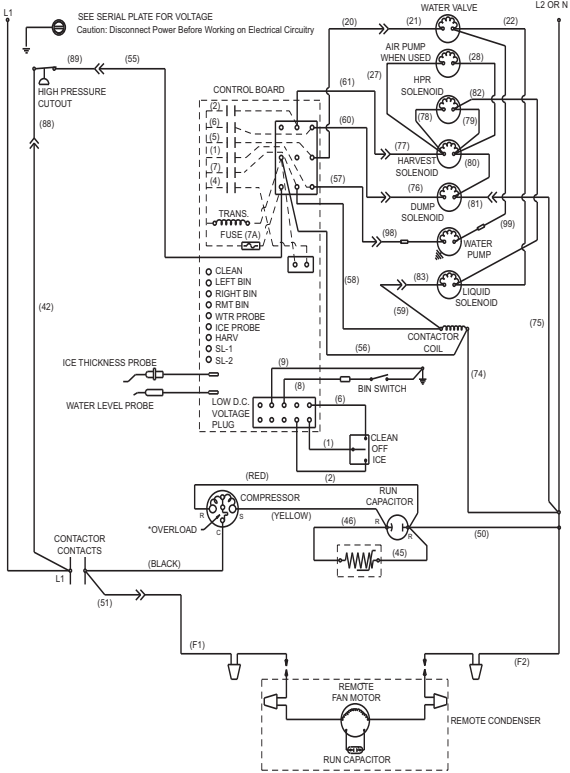 L1
SEE SERIAL PLATE FOR VOLTAGE
Caution: Disconnect Power Before Working on Electrical Circuitry
WATER VALVE
L2 OR N
(20)
(21)
(22)
(89)
(55)
AIR PUMP
WHEN USED
(28)
(27)
HPR
SOLENOID
(82)
(61)
HIGH PRESSURE
CUTOUT
CONTROL BOARD
(2)
(6)
(5)
(1)
(7)
(4)
(78)
(79)
(60)
(88)
(77)
HARVEST
SOLENOID
(80)
(57)
(76)
DUMP
SOLENOID
(81)
TRANS.
FUSE (7A)
(99)
(98)
WATER
PUMP
CLEAN
LEFT BIN
RIGHT BIN
RMT BIN
WTR PROBE
ICE PROBE
HARV
SL-1
SL-2
(58)
(83)
LIQUID
SOLENOID
(42)
(59)
(75)
CONTACTOR
COIL
(56)
(74)
ICE THICKNESS PROBE
(9)
(8)
BIN SWITCH
WATER LEVEL PROBE
LOW D.C.
VOLTAGE
PLUG
(6)
CLEAN
OFF
ICE
(1)
(2)
(RED)
RUN
CAPACITOR
COMPRESSOR
R
S
C
(YELLOW)
*OVERLOAD
(46)
R
R
(50)
(45)
CONTACTOR
CONTACTS
(BLACK)
L1
(51)
(F1)
(F2)
REMOTE
FAN MOTOR
REMOTE CONDENSER
RUN CAPACITOR